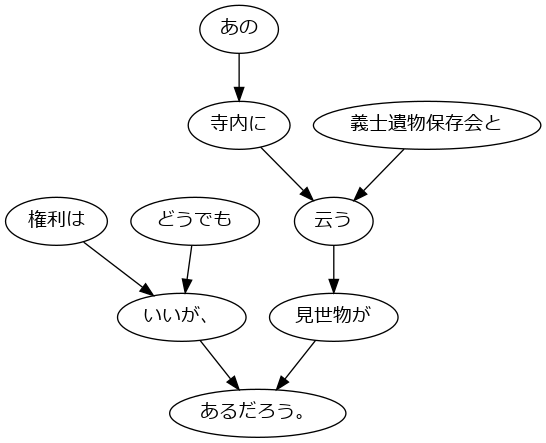 あの
寺内に
義士遺物保存会と
権利は
どうでも
云う
いいが、
見世物が
あるだろう。